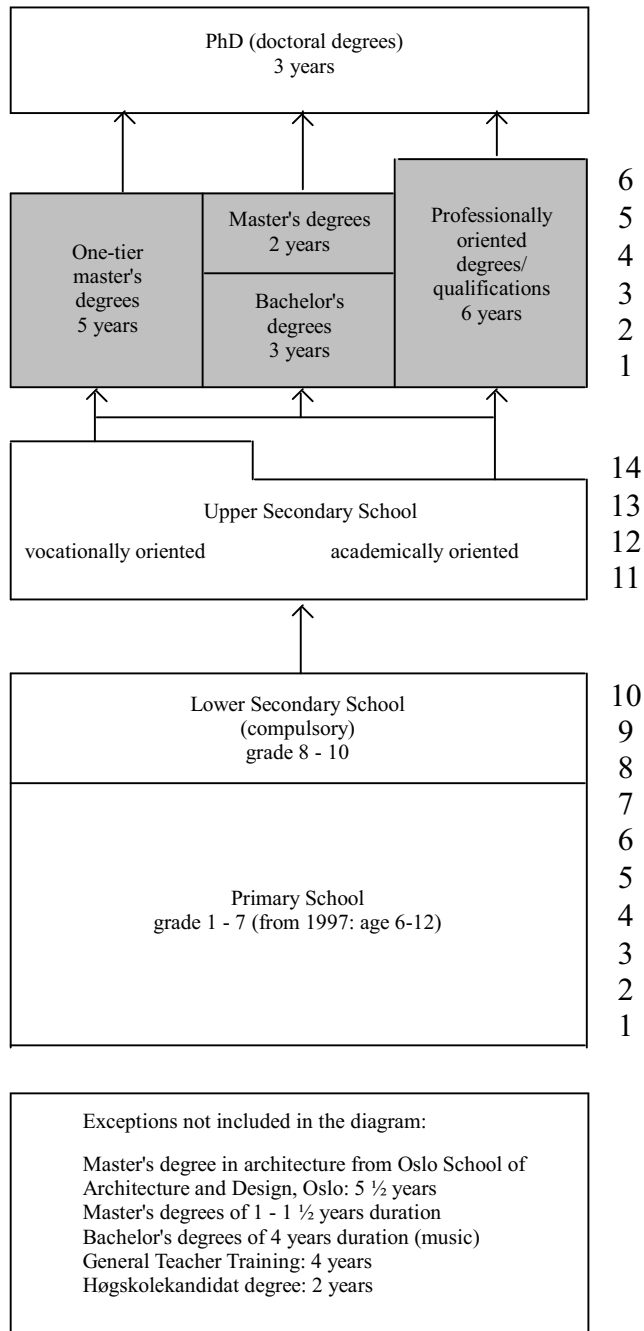 PhD (doctoral degrees)
3 years
One-tier
master's
degrees
5 years
Master's degrees
2 years
Bachelor's
degrees
3 years
Professionally
oriented
degrees/
qualifications
6 years
6
5
4
3
2
1
Upper Secondary School
vocationally oriented
academically oriented
14
13
12
11
Lower Secondary School
(compulsory)
grade 8 - 10
Primary School
grade 1 - 7 (from 1997: age 6-12)
10
9
8
7
6
5
4
3
2
1
Exceptions not included in the diagram:
Master's degree in architecture from Oslo School of
Architecture and Design, Oslo: 5 ½ years
Master's degrees of 1 - 1 ½ years duration
Bachelor's degrees of 4 years duration (music)
General Teacher Training: 4 years
Høgskolekandidat degree: 2 years